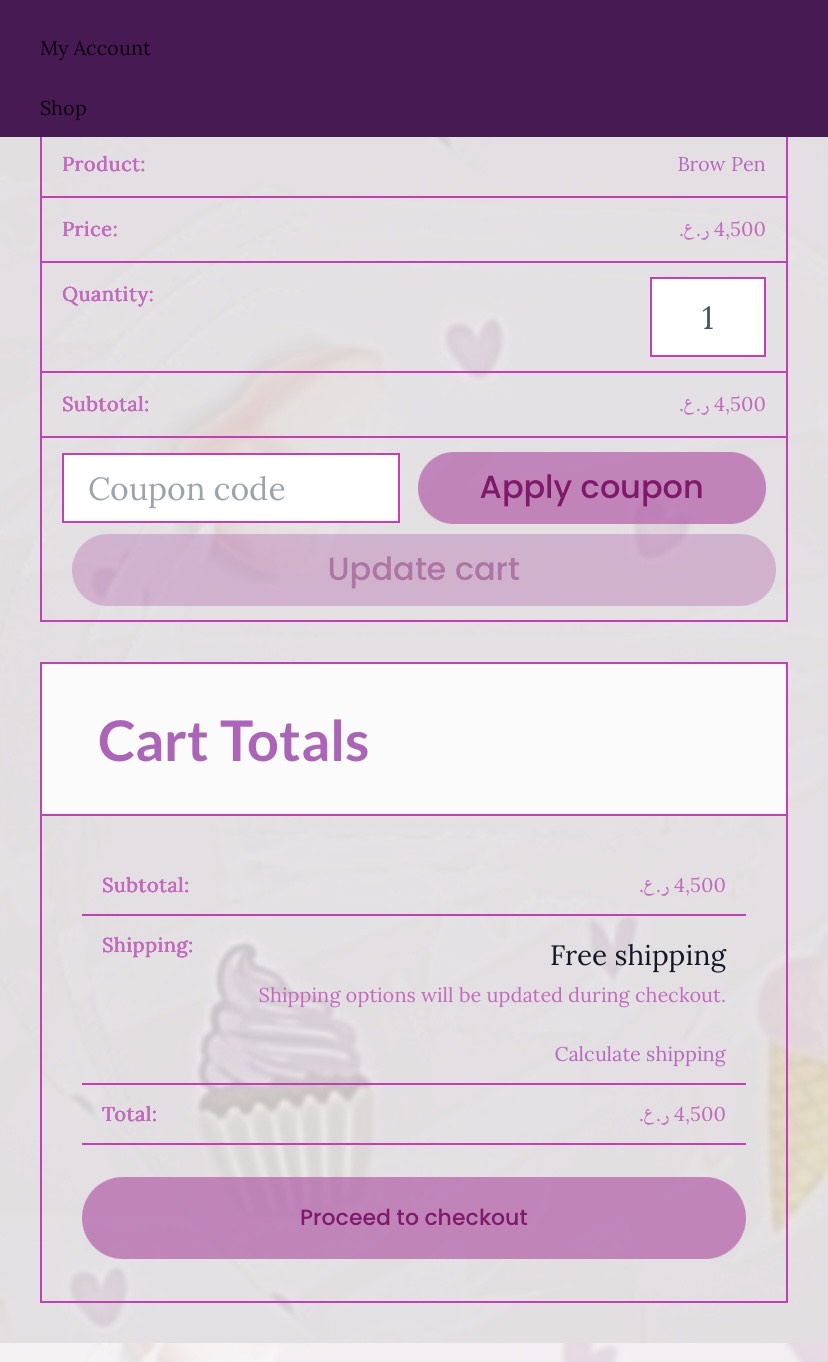 My Account
Shop
Product: Brow Pen
Price: ر.ع. 4,500
Quantity: 1
Subtotal: ر.ع. 4,500
Coupon code Apply coupon
Update cart
Cart Totals
Subtotal: ر.ع. 4,500
Shipping: Free shipping
Shipping options will be updated during checkout.
Calculate shipping
Total: ر.ع. 4,500
Proceed to checkout